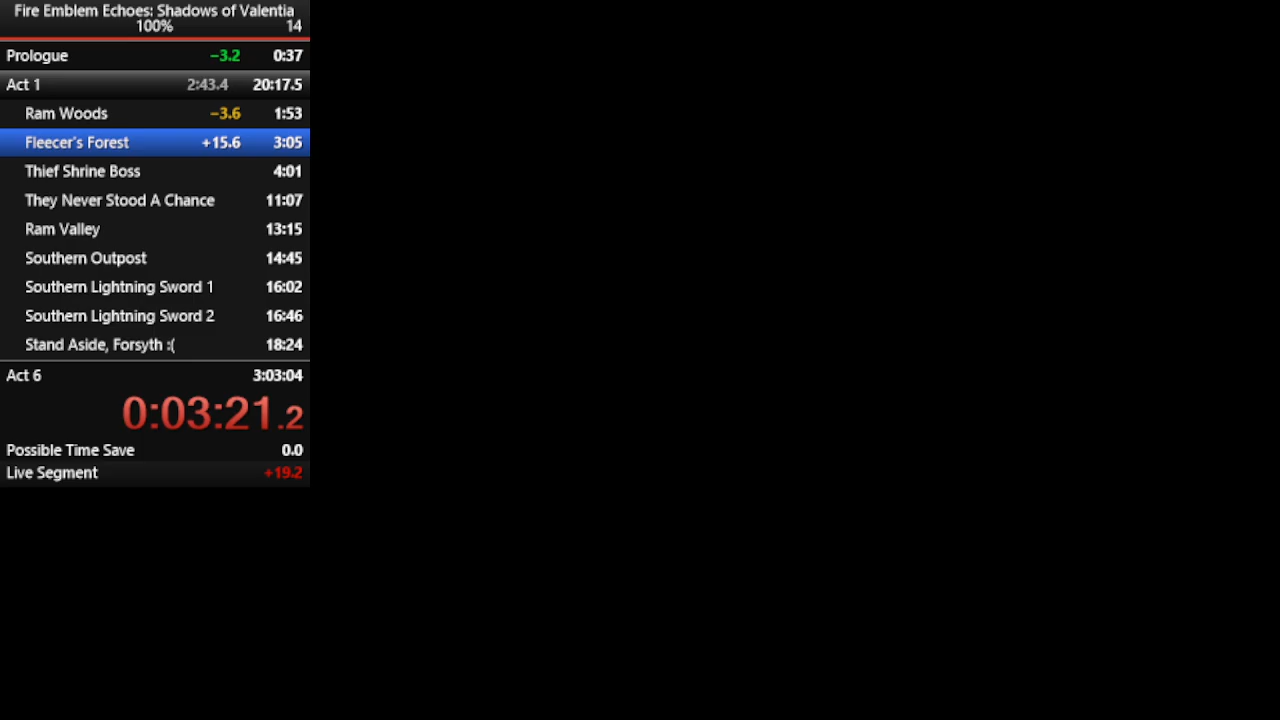 Fire Emblem Echoes: Shadows of Valentia
100% 14
Prologue −3.2 0:37
Act 1 2:43.4 20:17.5
Ram Woods −3.6 1:53
Fleecer's Forest +15.6 3:05
Thief Shrine Boss 4:01
They Never Stood A Chance 11:07
Ram Valley 13:15
Southern Outpost 14:45
Southern Lightning Sword 1 16:02
Southern Lightning Sword 2 16:46
Stand Aside, Forsyth :( 18:24
Act 6 3:03:04
0:03:21.2
Possible Time Save 0.0
Live Segment +19.2